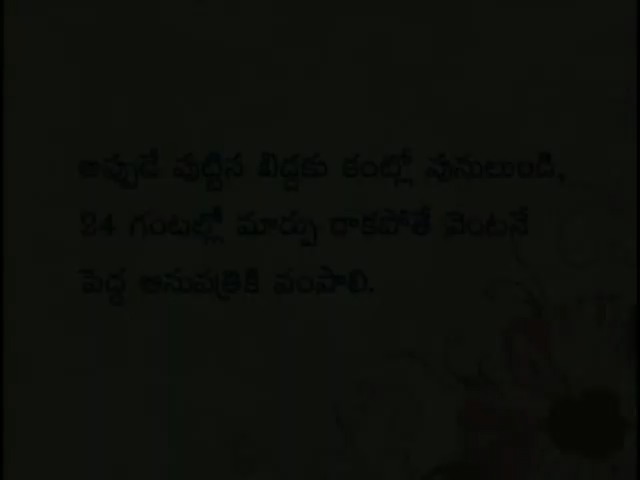 అప్పుడే పుట్టిన బిడ్డకు కంట్లో పుసులుండి,
24 గంటల్లో మార్పు రాకపోతే వెంటనే
పెద్ద ఆసుపత్రికి పంపాలి.